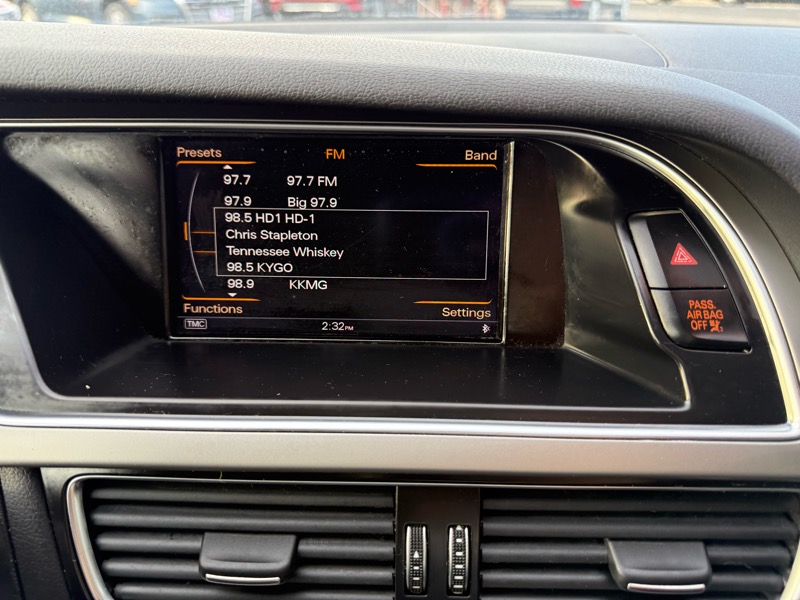 Presets FM Band
97.7 97.7 FM
97.9 Big 97.9
98.5 HD1 HD-1
Chris Stapleton
Tennessee Whiskey
98.5 KYGO
98.9 KKMG
Functions Settings
TMC 2:32PM
PASS.
AIR BAG
OFF